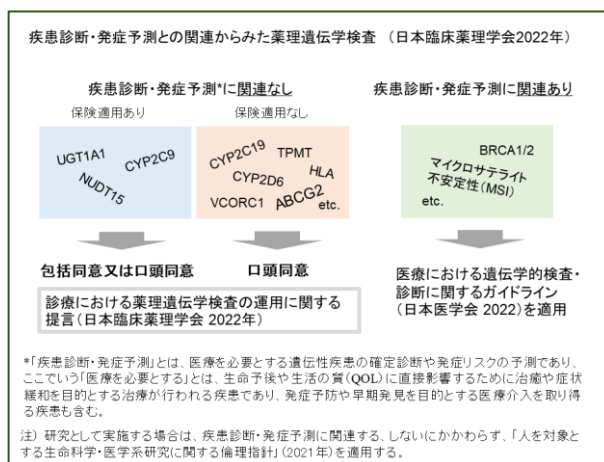 疾患診断・発症予測との関連からみた薬理遺伝学検査　（日本臨床薬理学会2022年）
疾患診断・発症予測*に関連なし
保険適用あり
保険適用なし
UGT1A1
CYP2C9
NUDT15
CYP2C19
TPMT
HLA
CYP2D6
VCORC1
ABCG2
etc.
包括同意又は口頭同意
口頭同意
診療における薬理遺伝学検査の運用に関する
提言（日本臨床薬理学会 2022年）
疾患診断・発症予測に関連あり
BRCA1/2
マイクロサテライト
不安定性（MSI）
etc.
医療における遺伝学的検査・
診断に関するガイドライン
（日本医学会 2022）を適用
*「疾患診断・発症予測」とは、医療を必要とする遺伝性疾患の確定診断や発症リスクの予測であり、
ここでいう「医療を必要とする」とは、生命予後や生活の質（QOL）に直接影響するために治癒や症状
緩和を目的とする治療が行われる疾患であり、発症予防や早期発見を目的とする医療介入を取り得
る疾患も含む。
注） 研究として実施する場合は、疾患診断・発症予測に関連する、しないにかかわらず、「人を対象と
する生命科学・医学系研究に関する倫理指針」（2021年）を適用する。